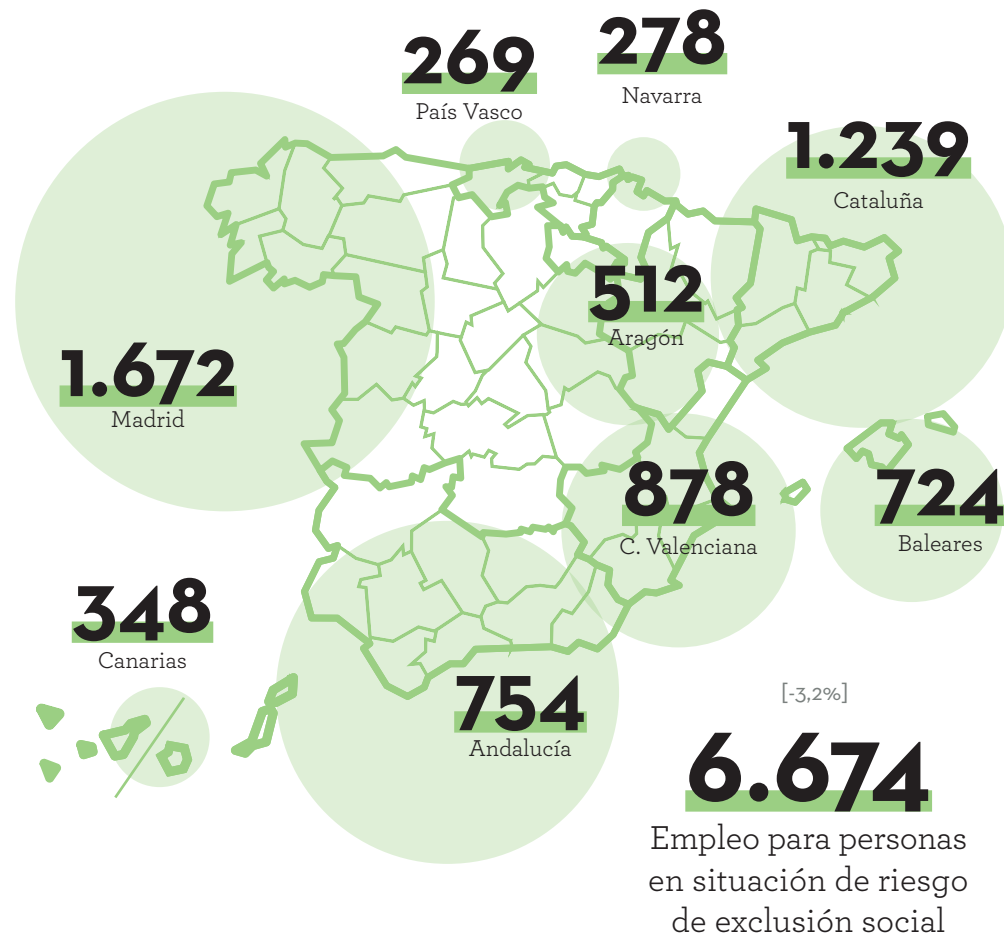 269
País Vasco
278
Navarra
1.239
Cataluña
512
Aragón
1.672
Madrid
878
C. Valenciana
724
Baleares
348
Canarias
754
Andalucía
[-3,2%]
6.674
Empleo para personas
en situación de riesgo
de exclusión social